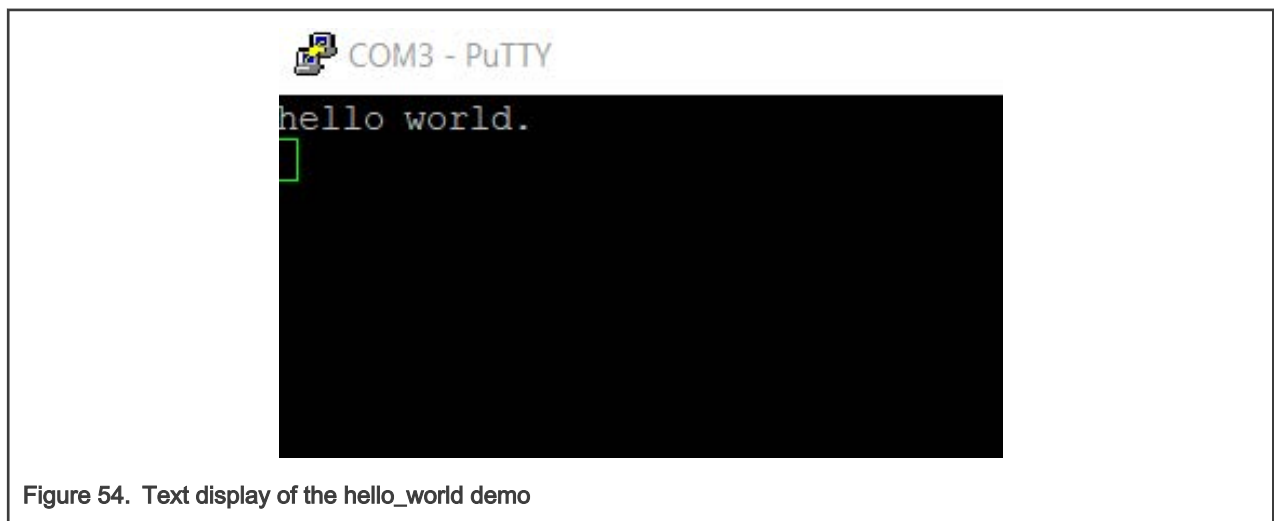 COM3 - PuTTY
hello world.
Figure 54. Text display of the hello_world demo